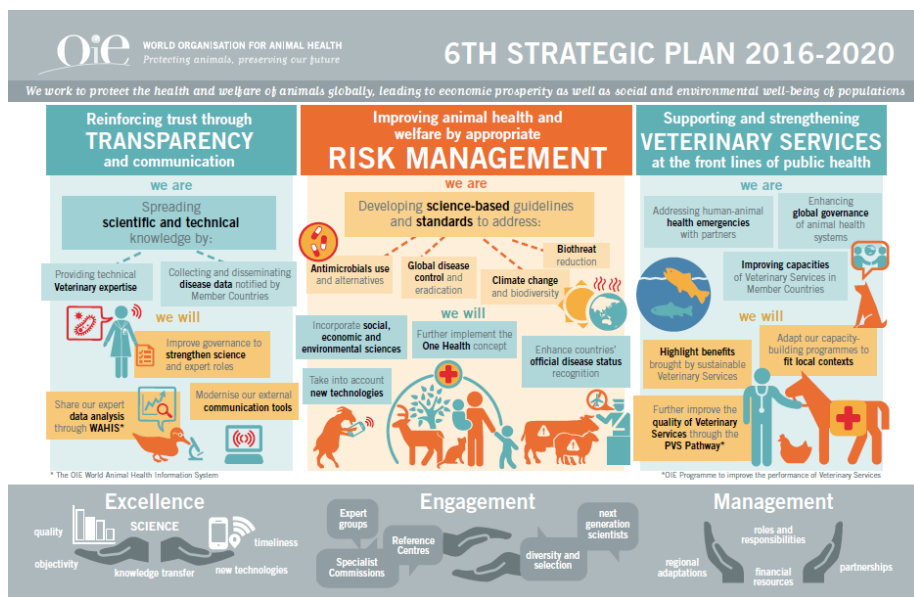 OiE
WORLD ORGANISATION FOR ANIMAL HEALTH
Protecting animals, preserving our future
6TH STRATEGIC PLAN 2016-2020
We work to protect the health and welfare of animals globally, leading to economic prosperity as well as social and environmental well-being of populations
Reinforcing trust through
TRANSPARENCY
and communication
we are
Spreading
scientific and technical
knowledge by:
Providing technical
Veterinary expertise
Collecting and disseminating
disease data notified by
Member Countries
we will
Improve governance to
strengthen science
and expert roles
Share our expert
data analysis
through WAHIS*
Modernise our external
communication tools
* The OIE World Animal Health Information System
Improving animal health and
welfare by appropriate
RISK MANAGEMENT
we are
Developing science-based guidelines
and standards to address:
Antimicrobials use
and alternatives
Global disease
control and
eradication
Climate change
and biodiversity
Biothreat
reduction
we will
Incorporate social,
economic and
environmental sciences
Further implement the
One Health concept
Enhance countries'
official disease status
recognition
Take into account
new technologies
Supporting and strengthening
VETERINARY SERVICES
at the front lines of public health
we are
Addressing human-animal
health emergencies
with partners
Enhancing
global governance
of animal health
systems
Improving capacities
of Veterinary Services in
Member Countries
we will
Highlight benefits
brought by sustainable
Veterinary Services
Adapt our capacity-
building programmes to
fit local contexts
Further improve the
quality of Veterinary
Services through the
PVS Pathway*
*OIE Programme to improve the performance of Veterinary Services
Excellence
quality
SCIENCE
timeliness
objectivity
knowledge transfer
new technologies
Engagement
Expert
groups
Reference
Centres
Specialist
Commissions
diversity and
selection
next
generation
scientists
Management
roles and
responsibilities
regional
adaptations
financial
resources
partnerships